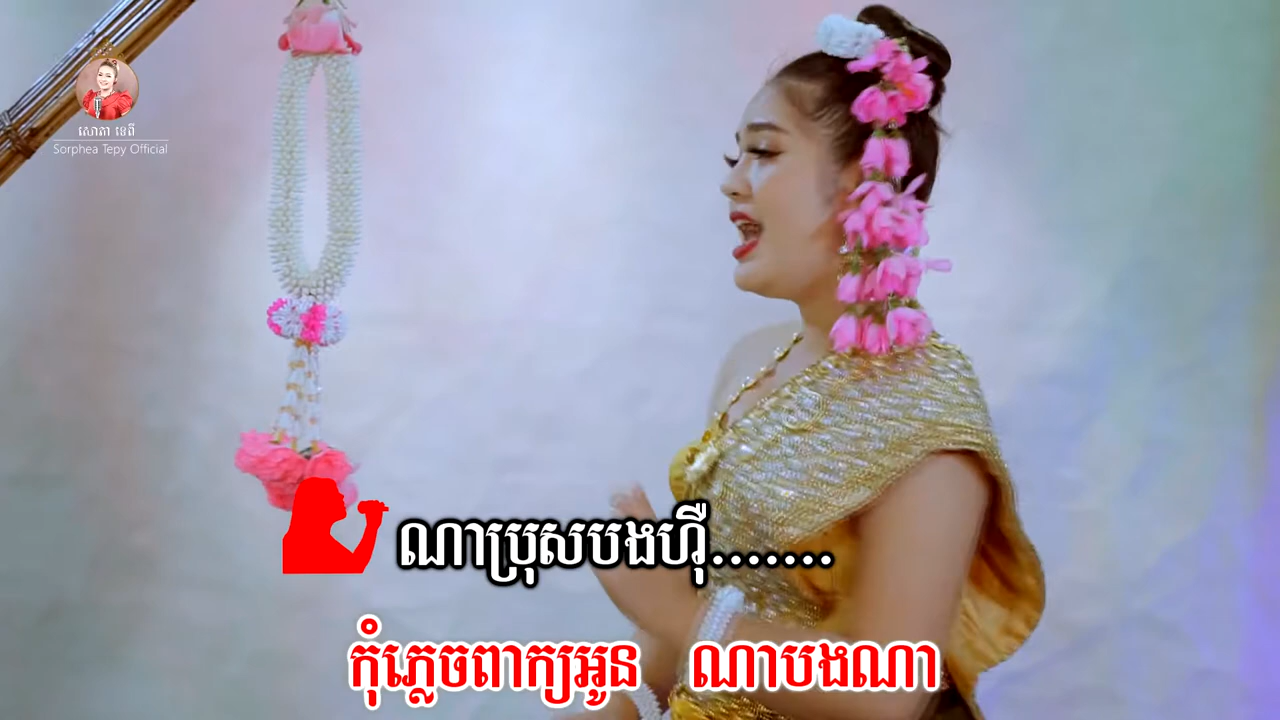 សោភា ទេពី
Sorphea Tepy Official
ណាប្រុសបងហ៊ឺ.......
កុំភ្លេចពាក្យអូន ណាបងណា